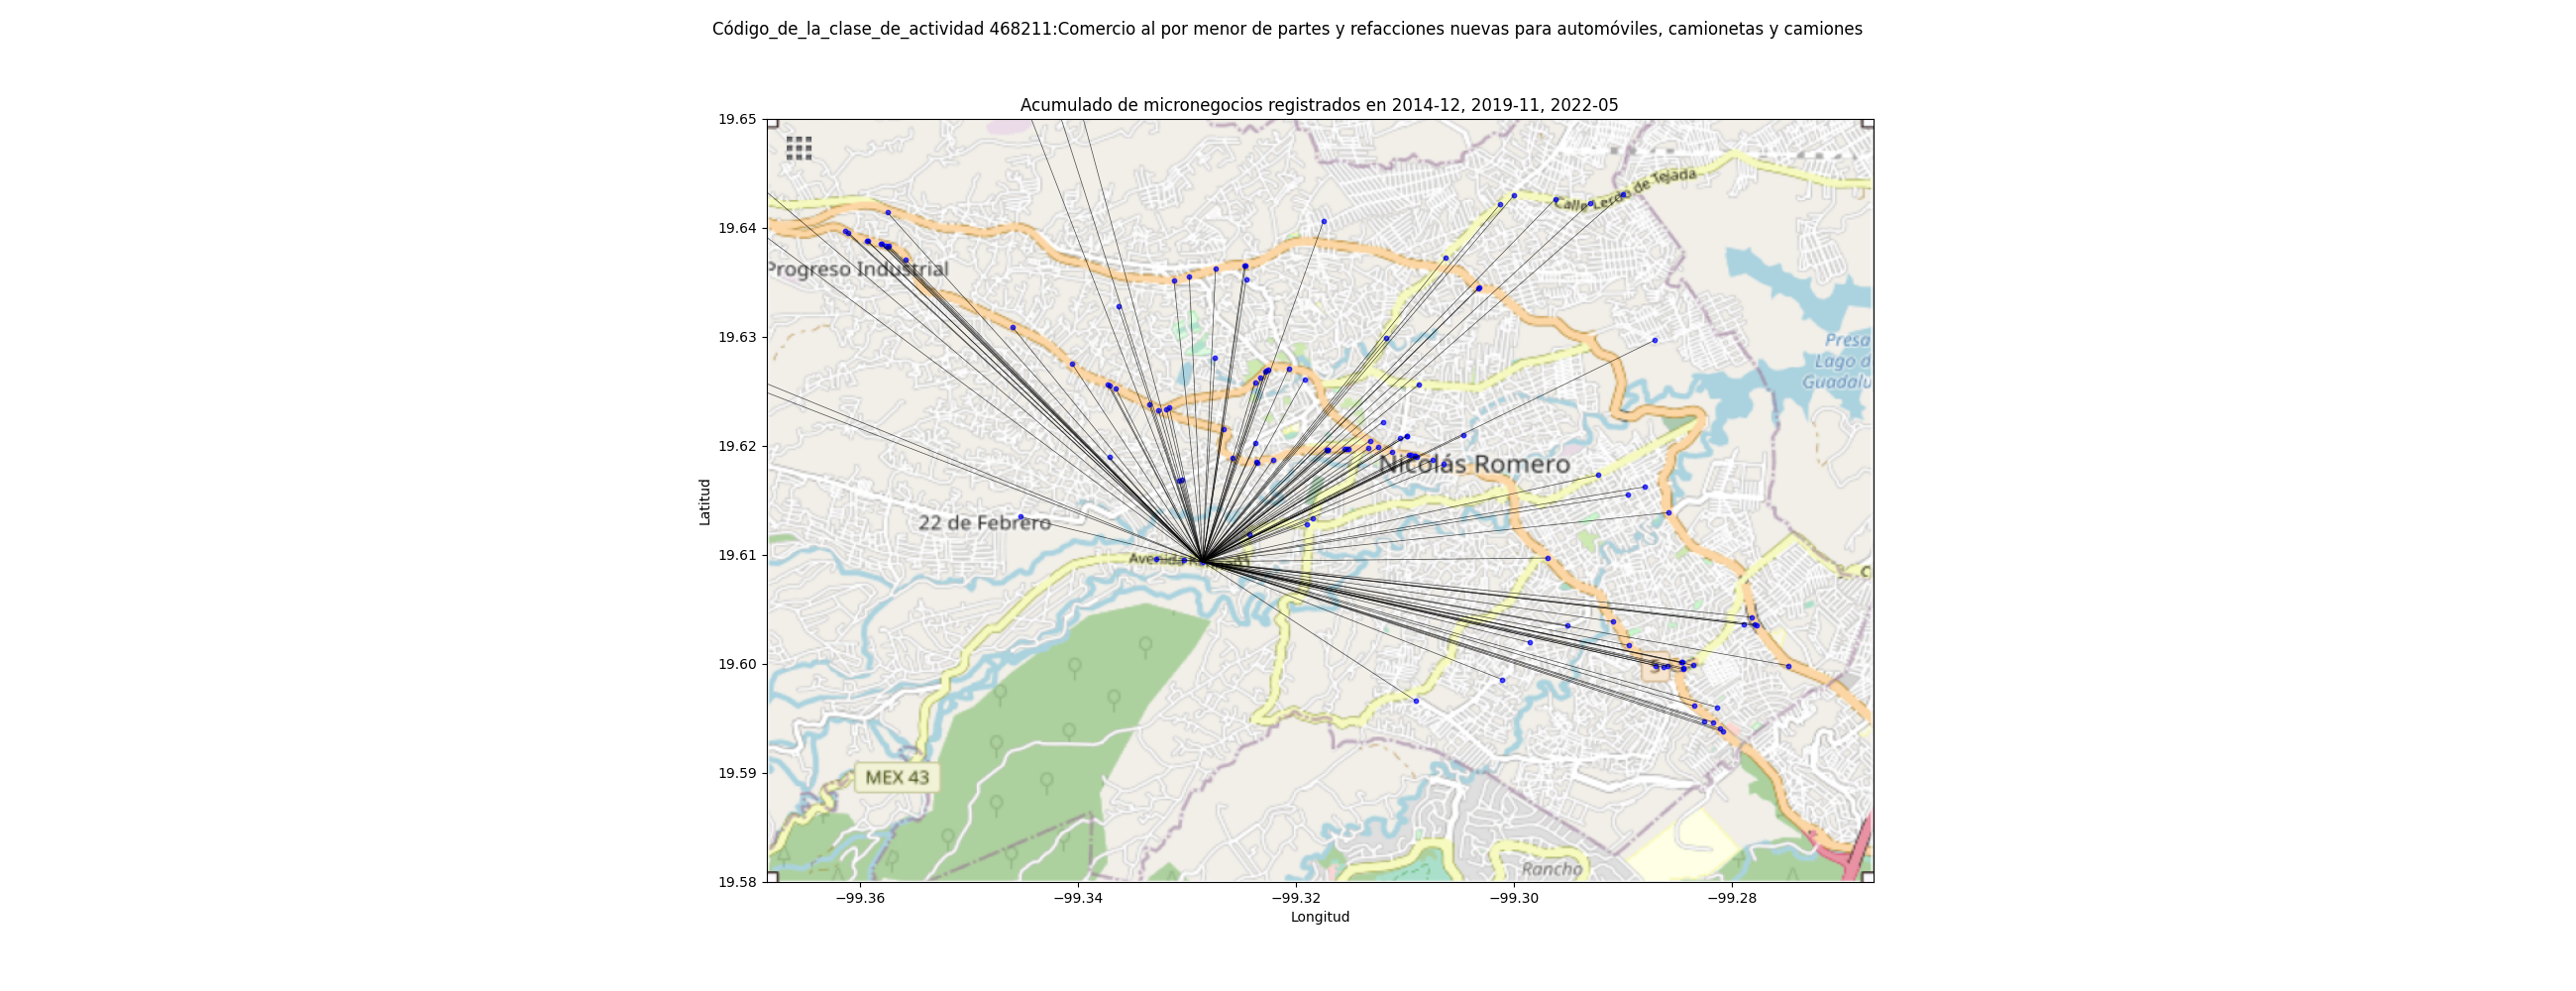 Código_de_la_clase_de_actividad 468211:Comercio al por menor de partes y refacciones nuevas para automóviles, camionetas y camiones
Acumulado de micronegocios registrados en 2014-12, 2019-11, 2022-05
19.65
19.64
19.63
19.62
19.61
19.60
19.59
19.58
Latitud
Calle Lerdo de Tejada
Progreso Industrial
Presa
Lago d
Guadalu
Nicolás Romero
22 de Febrero
Avenida
MEX 43
Rancho
−99.36
−99.34
−99.32
−99.30
−99.28
Longitud